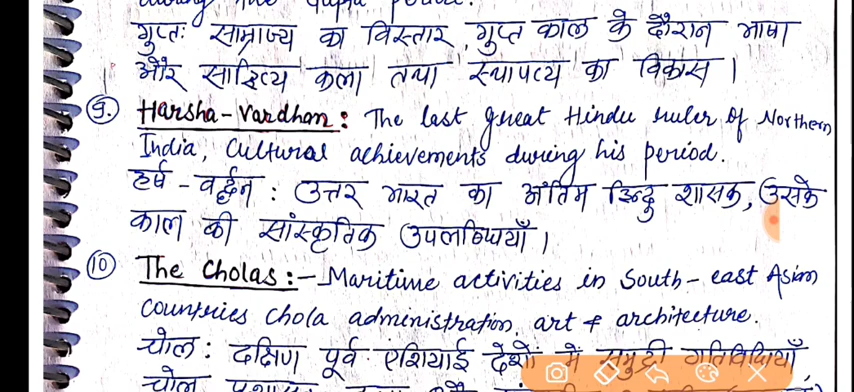 गुप्तः साम्राज्य का विस्तार, गुप्त काल के दौरान भाषा
और साहित्य कला तथा स्थापत्य का विकास ।
9. Harsha-Vardhan: The last great Hindu ruler of Northern
India, Cultural achievements during his period.
हर्ष-वर्द्धन : उत्तर भारत का अंतिम हिन्दु शासक, उसके
काल की सांस्कृतिक उपलब्धियाँ ।
10 The Cholas :- Maritime activities in South-east Asian
countries chola administration, art & architecture.
चोल : दक्षिण पूर्व एशियाई देशों में समुद्री गतिविधियाँ,
चोल